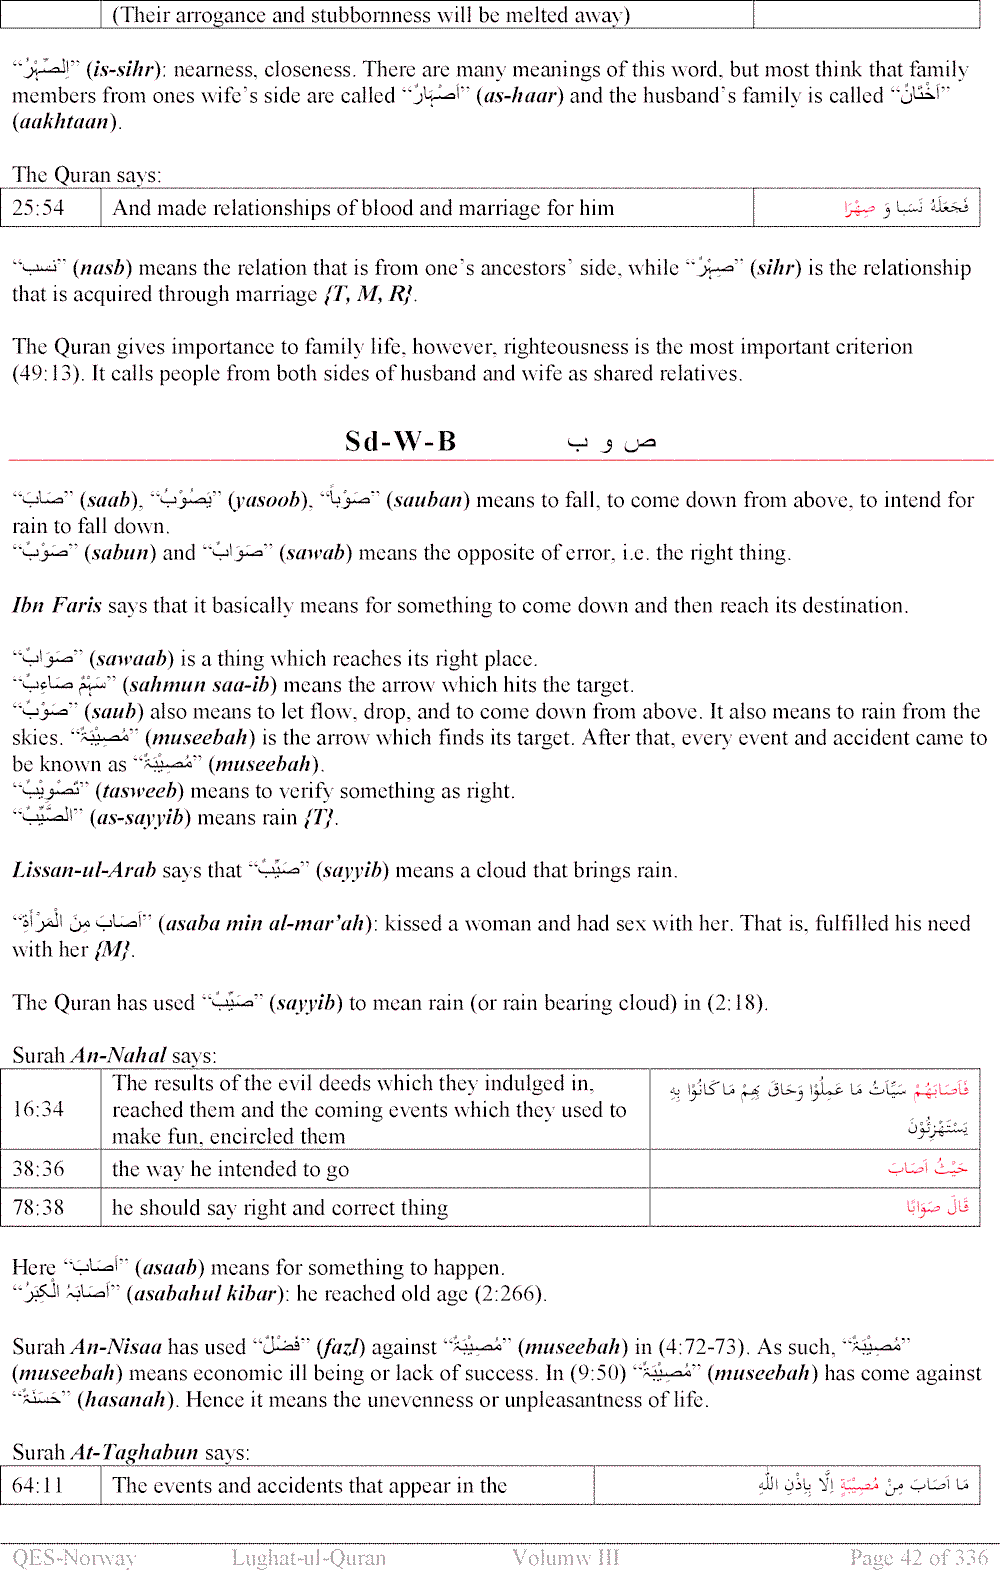 (Their arrogance and stubbornness will be melted away)
“اِلصِّہْرُ” (is-sihr): nearness, closeness. There are many meanings of this word, but most think that family
members from ones wife’s side are called “اَصْہَارٌ” (as-haar) and the husband’s family is called “اَخْتَانٌ”
(aakhtaan).
The Quran says:
25:54 And made relationships of blood and marriage for him فَجَعَلَهُ نَسَبا وَ صِهْرَا
“نسب” (nasb) means the relation that is from one’s ancestors’ side, while “صِہْرٌ” (sihr) is the relationship
that is acquired through marriage {T, M, R}.
The Quran gives importance to family life, however, righteousness is the most important criterion
(49:13). It calls people from both sides of husband and wife as shared relatives.
Sd-W-B ص و ب
“صَابَ” (saab), “يَصُوْبُ” (yasoob), “صَوْباً” (sauban) means to fall, to come down from above, to intend for
rain to fall down.
“صَوْبٌ” (sabun) and “صَوَابٌ” (sawab) means the opposite of error, i.e. the right thing.
Ibn Faris says that it basically means for something to come down and then reach its destination.
“صَوَابٌ” (sawaab) is a thing which reaches its right place.
“سَہْمٌ صَاءِبٌ” (sahmun saa-ib) means the arrow which hits the target.
“صَوْبٌ” (saub) also means to let flow, drop, and to come down from above. It also means to rain from the
skies. “مُصِيْبَۃٌ” (museebah) is the arrow which finds its target. After that, every event and accident came to
be known as “مُصِيْبَۃٌ” (museebah).
“تَصْوِيْبٌ” (tasweeb) means to verify something as right.
“الصَّيِّبُ” (as-sayyib) means rain {T}.
Lissan-ul-Arab says that “صَيِّبٌ” (sayyib) means a cloud that brings rain.
“اَصَابَ مِنَ الْمَرْأَةِ” (asaba min al-mar’ah): kissed a woman and had sex with her. That is, fulfilled his need
with her {M}.
The Quran has used “صَيِّبٌ” (sayyib) to mean rain (or rain bearing cloud) in (2:18).
Surah An-Nahal says:
16:34 The results of the evil deeds which they indulged in, فَأَصَابَهُمْ سَيِّاٰتُ مَا عَمِلُوْا وَحَاقَ بِهِمْ مَا كَانُوْا بِهِ
reached them and the coming events which they used to
make fun, encircled them يَسْتَهْزِئُوْنَ
38:36 the way he intended to go حَيْثُ اَصَابَ
78:38 he should say right and correct thing قَالَ صَوَابًا
Here “اَصَابَ” (asaab) means for something to happen.
“اَصَابَہُ الْكِبَرُ” (asabahul kibar): he reached old age (2:266).
Surah An-Nisaa has used “فَضْلٌ” (fazl) against “مُصِيْبَۃٌ” (museebah) in (4:72-73). As such, “مُصِيْبَۃٌ”
(museebah) means economic ill being or lack of success. In (9:50) “مُصِيْبَۃٌ” (museebah) has come against
“حَسَنَۃٌ” (hasanah). Hence it means the unevenness or unpleasantness of life.
Surah At-Taghabun says:
64:11 The events and accidents that appear in the مَا اَصَابَ مِنْ مُصِيْبَةٍ اِلَّا بِاِذْنِ اللّٰهِ
QES-Norway Lughat-ul-Quran Volumw III Page 42 of 336